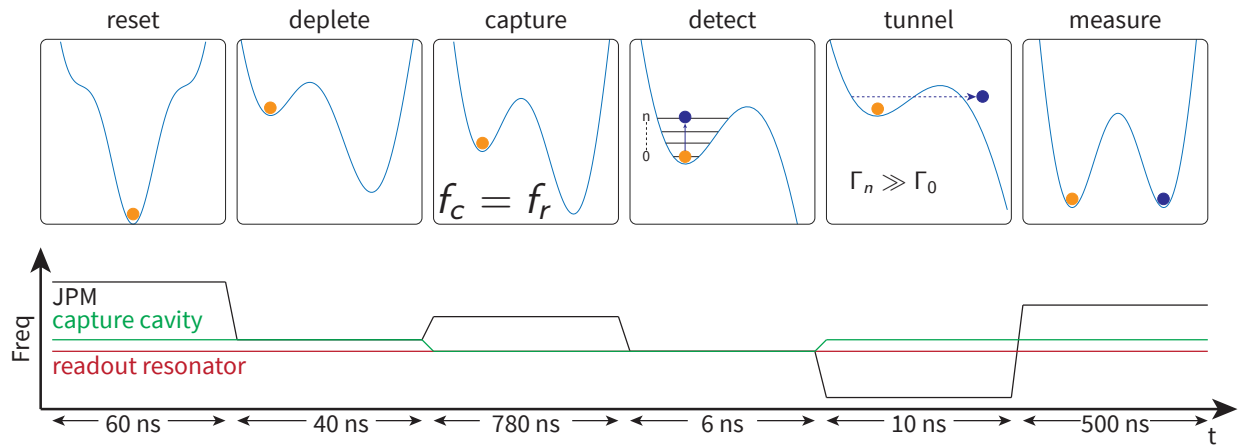 reset deplete capture detect tunnel measure
n
0
f_c = f_r
Γ_n ≫ Γ_0
Freq
JPM
capture cavity
readout resonator
60 ns 40 ns 780 ns 6 ns 10 ns 500 ns
t